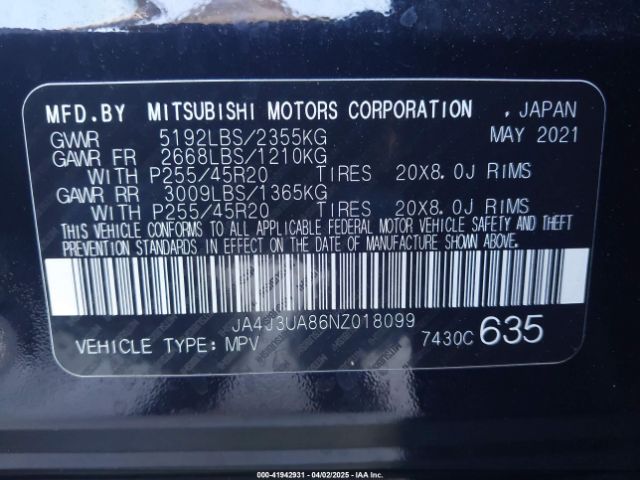 MFD.BY MITSUBISHI MOTORS CORPORATION , JAPAN
GVWR 5192LBS/2355KG MAY 2021
GAWR FR 2668LBS/1210KG
WITH P255/45R20 TIRES 20X8.0J RIMS
GAWR RR 3009LBS/1365KG
WITH P255/45R20 TIRES 20X8.0J RIMS
THIS VEHICLE CONFORMS TO ALL APPLICABLE FEDERAL MOTOR VEHICLE SAFETY AND THEFT
PREVENTION STANDARDS IN EFFECT ON THE DATE OF MANUFACTURE SHOWN ABOVE.
JA4J3UA86NZ018099
VEHICLE TYPE: MPV 7430C 635
000-41942931 - 04/02/2025 - IAAI.COM